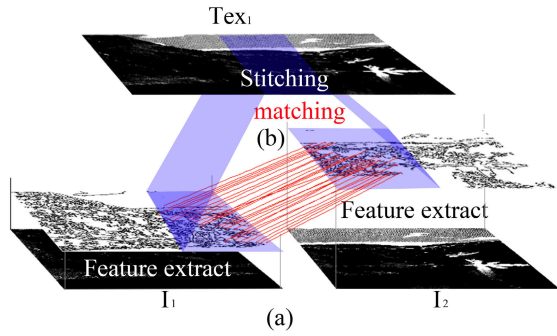 Tex1
Stitching
matching
(b)
Feature extract
Feature extract
I1
I2
(a)